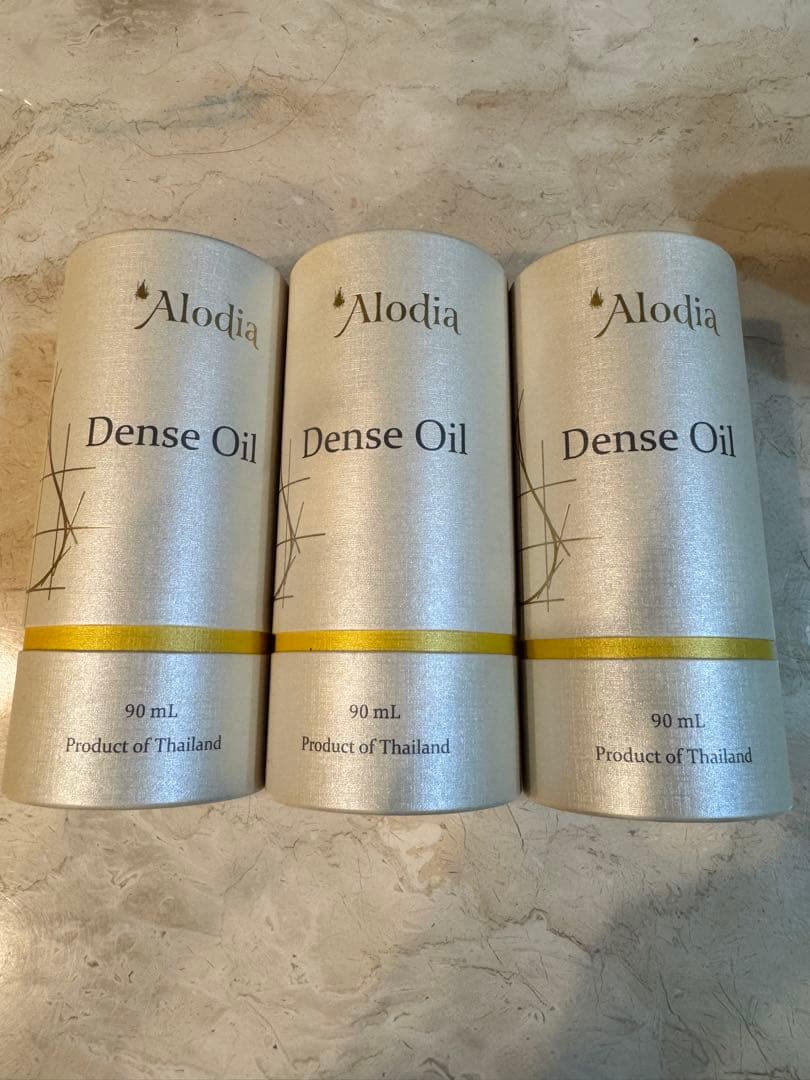 Alodia
Dense Oil
90 mL
Product of Thailand
Alodia
Dense Oil
90 mL
Product of Thailand
Alodia
Dense Oil
90 mL
Product of Thailand